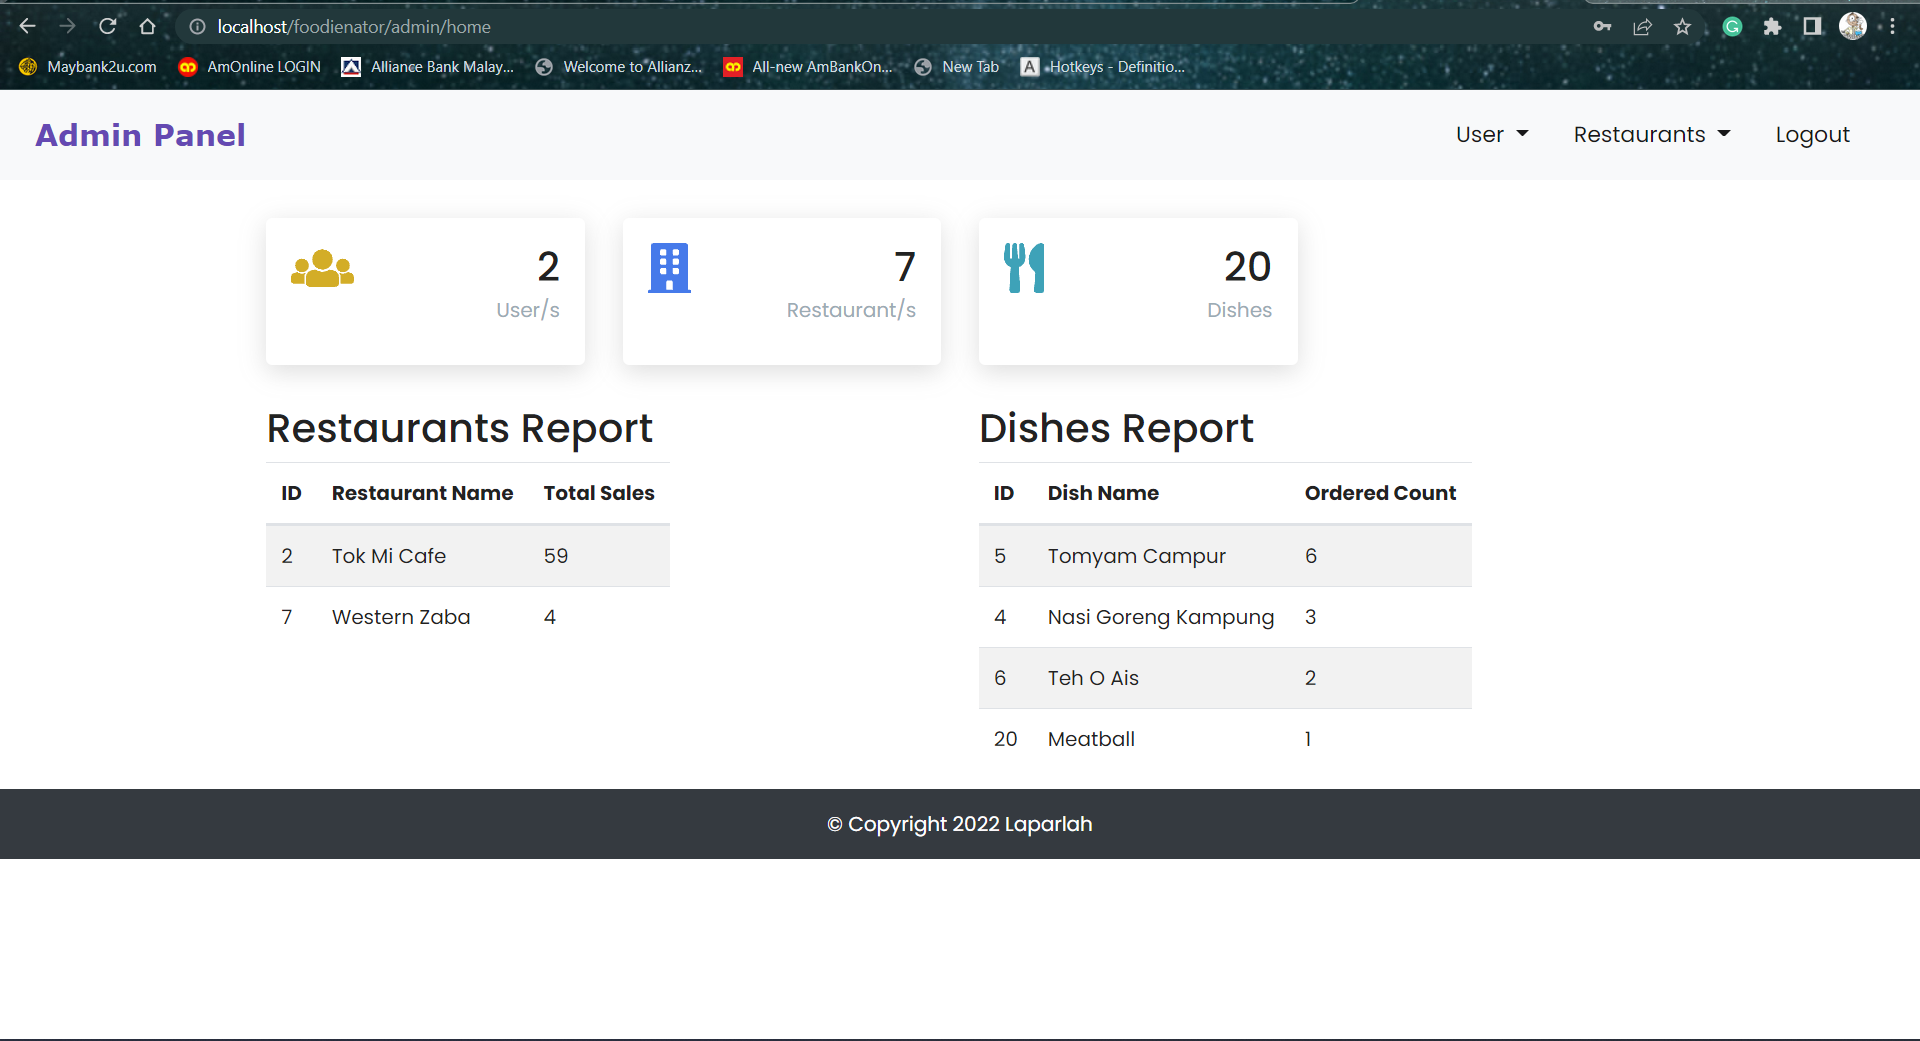 localhost/foodienator/admin/home
Maybank2u.com AmOnline LOGIN Alliance Bank Malay... Welcome to Allianz... All-new AmBankOn... New Tab A Hotkeys - Definitio...
Admin Panel User Restaurants Logout
2 7 20
User/s Restaurant/s Dishes
Restaurants Report
ID Restaurant Name Total Sales
2 Tok Mi Cafe 59
7 Western Zaba 4
Dishes Report
ID Dish Name Ordered Count
5 Tomyam Campur 6
4 Nasi Goreng Kampung 3
6 Teh O Ais 2
20 Meatball 1
© Copyright 2022 Laparlah